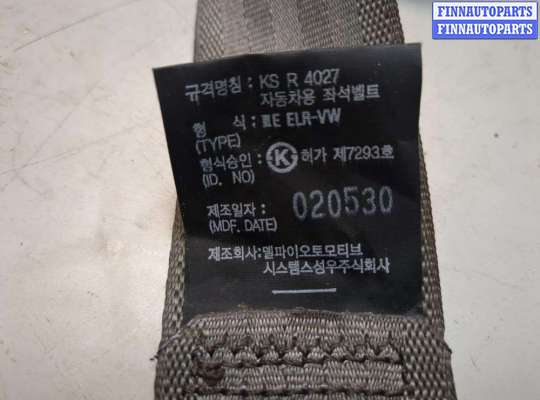 FINNAUTOPARTS
FINNAUTOPARTS
규격명칭 : KS R 4027
자동차용 좌석벨트
형 식 : ⅢE ELR-VW
(TYPE)
형식승인 : Ⓚ허가 제7293호
(ID. NO)
제조일자 : 020530
(MDF. DATE)
제조회사:델파이오토모티브
시스템스성우주식회사